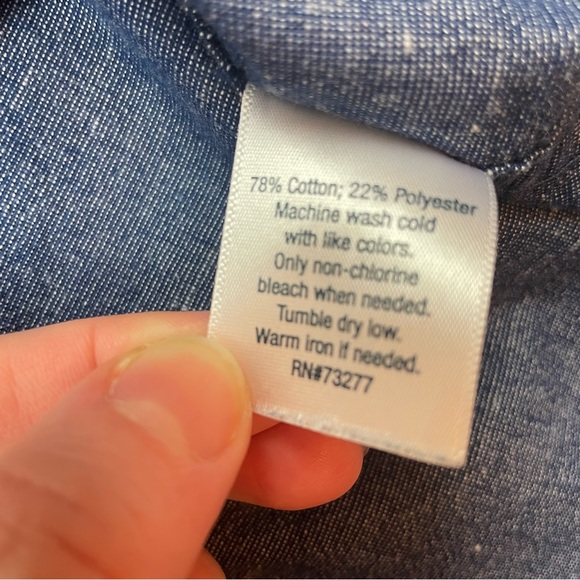 78% Cotton; 22% Polyester
Machine wash cold
with like colors.
Only non-chlorine
bleach when needed.
Tumble dry low.
Warm iron if needed.
RN#73277